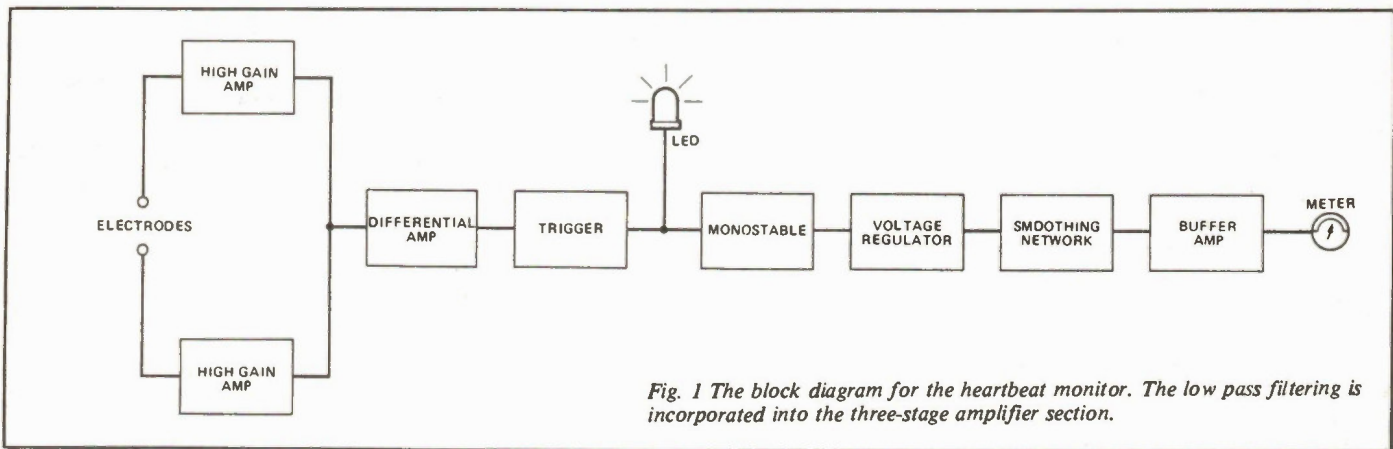 HIGH GAIN
AMP
LED
ELECTRODES
DIFFERENTIAL
AMP
TRIGGER
MONOSTABLE
VOLTAGE
REGULATOR
SMOOTHING
NETWORK
BUFFER
AMP
METER
HIGH GAIN
AMP
Fig. 1 The block diagram for the heartbeat monitor. The low pass filtering is
incorporated into the three-stage amplifier section.